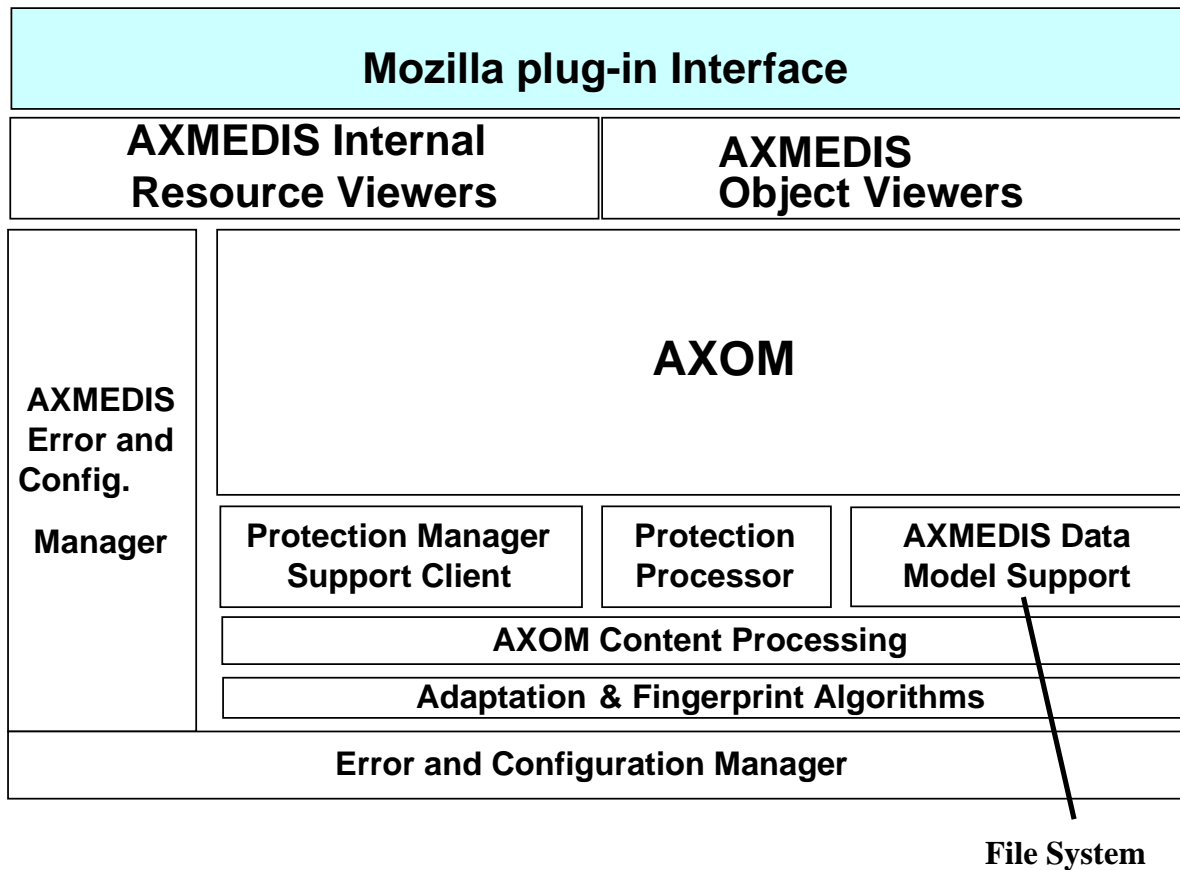 Mozilla plug-in Interface
AXMEDIS Internal
Resource Viewers
AXMEDIS
Object Viewers
AXMEDIS
Error and
Config.
Manager
AXOM
Protection Manager
Support Client
Protection
Processor
AXMEDIS Data
Model Support
AXOM Content Processing
Adaptation & Fingerprint Algorithms
Error and Configuration Manager
File System